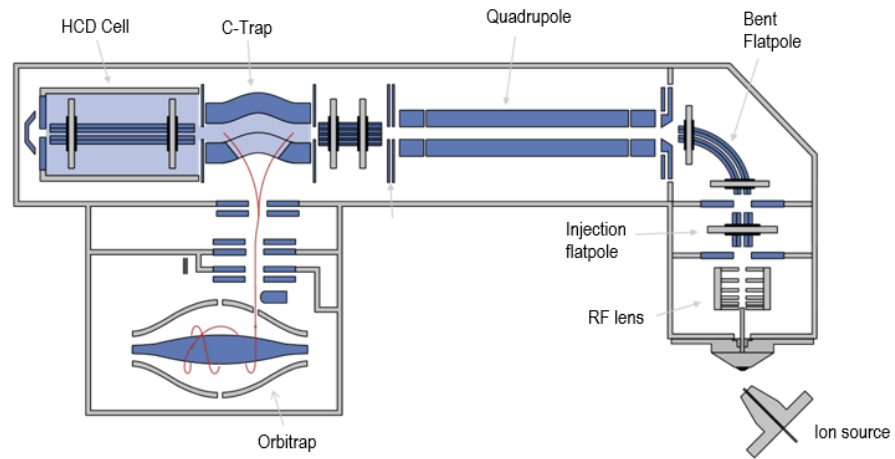 HCD Cell
C-Trap
Quadrupole
Bent
Flatpole
Injection
flatpole
RF lens
Orbitrap
Ion source